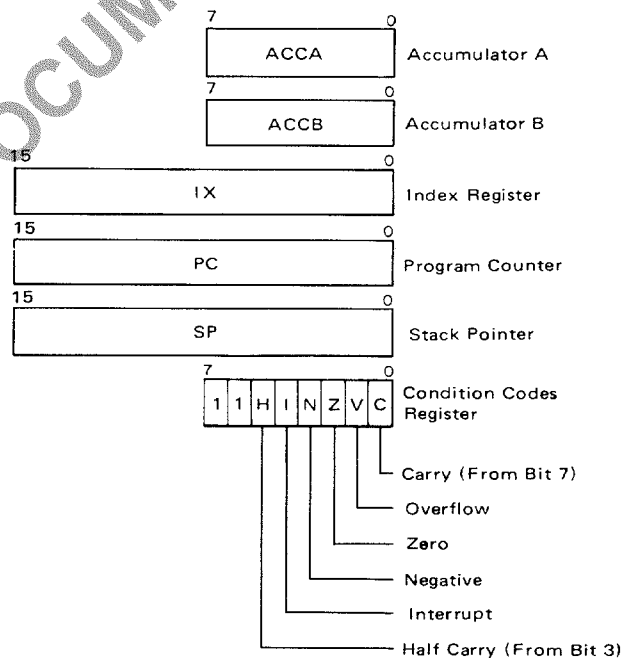 7 0
ACCA Accumulator A
7 0
ACCB Accumulator B
15 0
IX Index Register
15 0
PC Program Counter
15 0
SP Stack Pointer
7 0
1 1 H I N Z V C Condition Codes
Register
Carry (From Bit 7)
Overflow
Zero
Negative
Interrupt
Half Carry (From Bit 3)